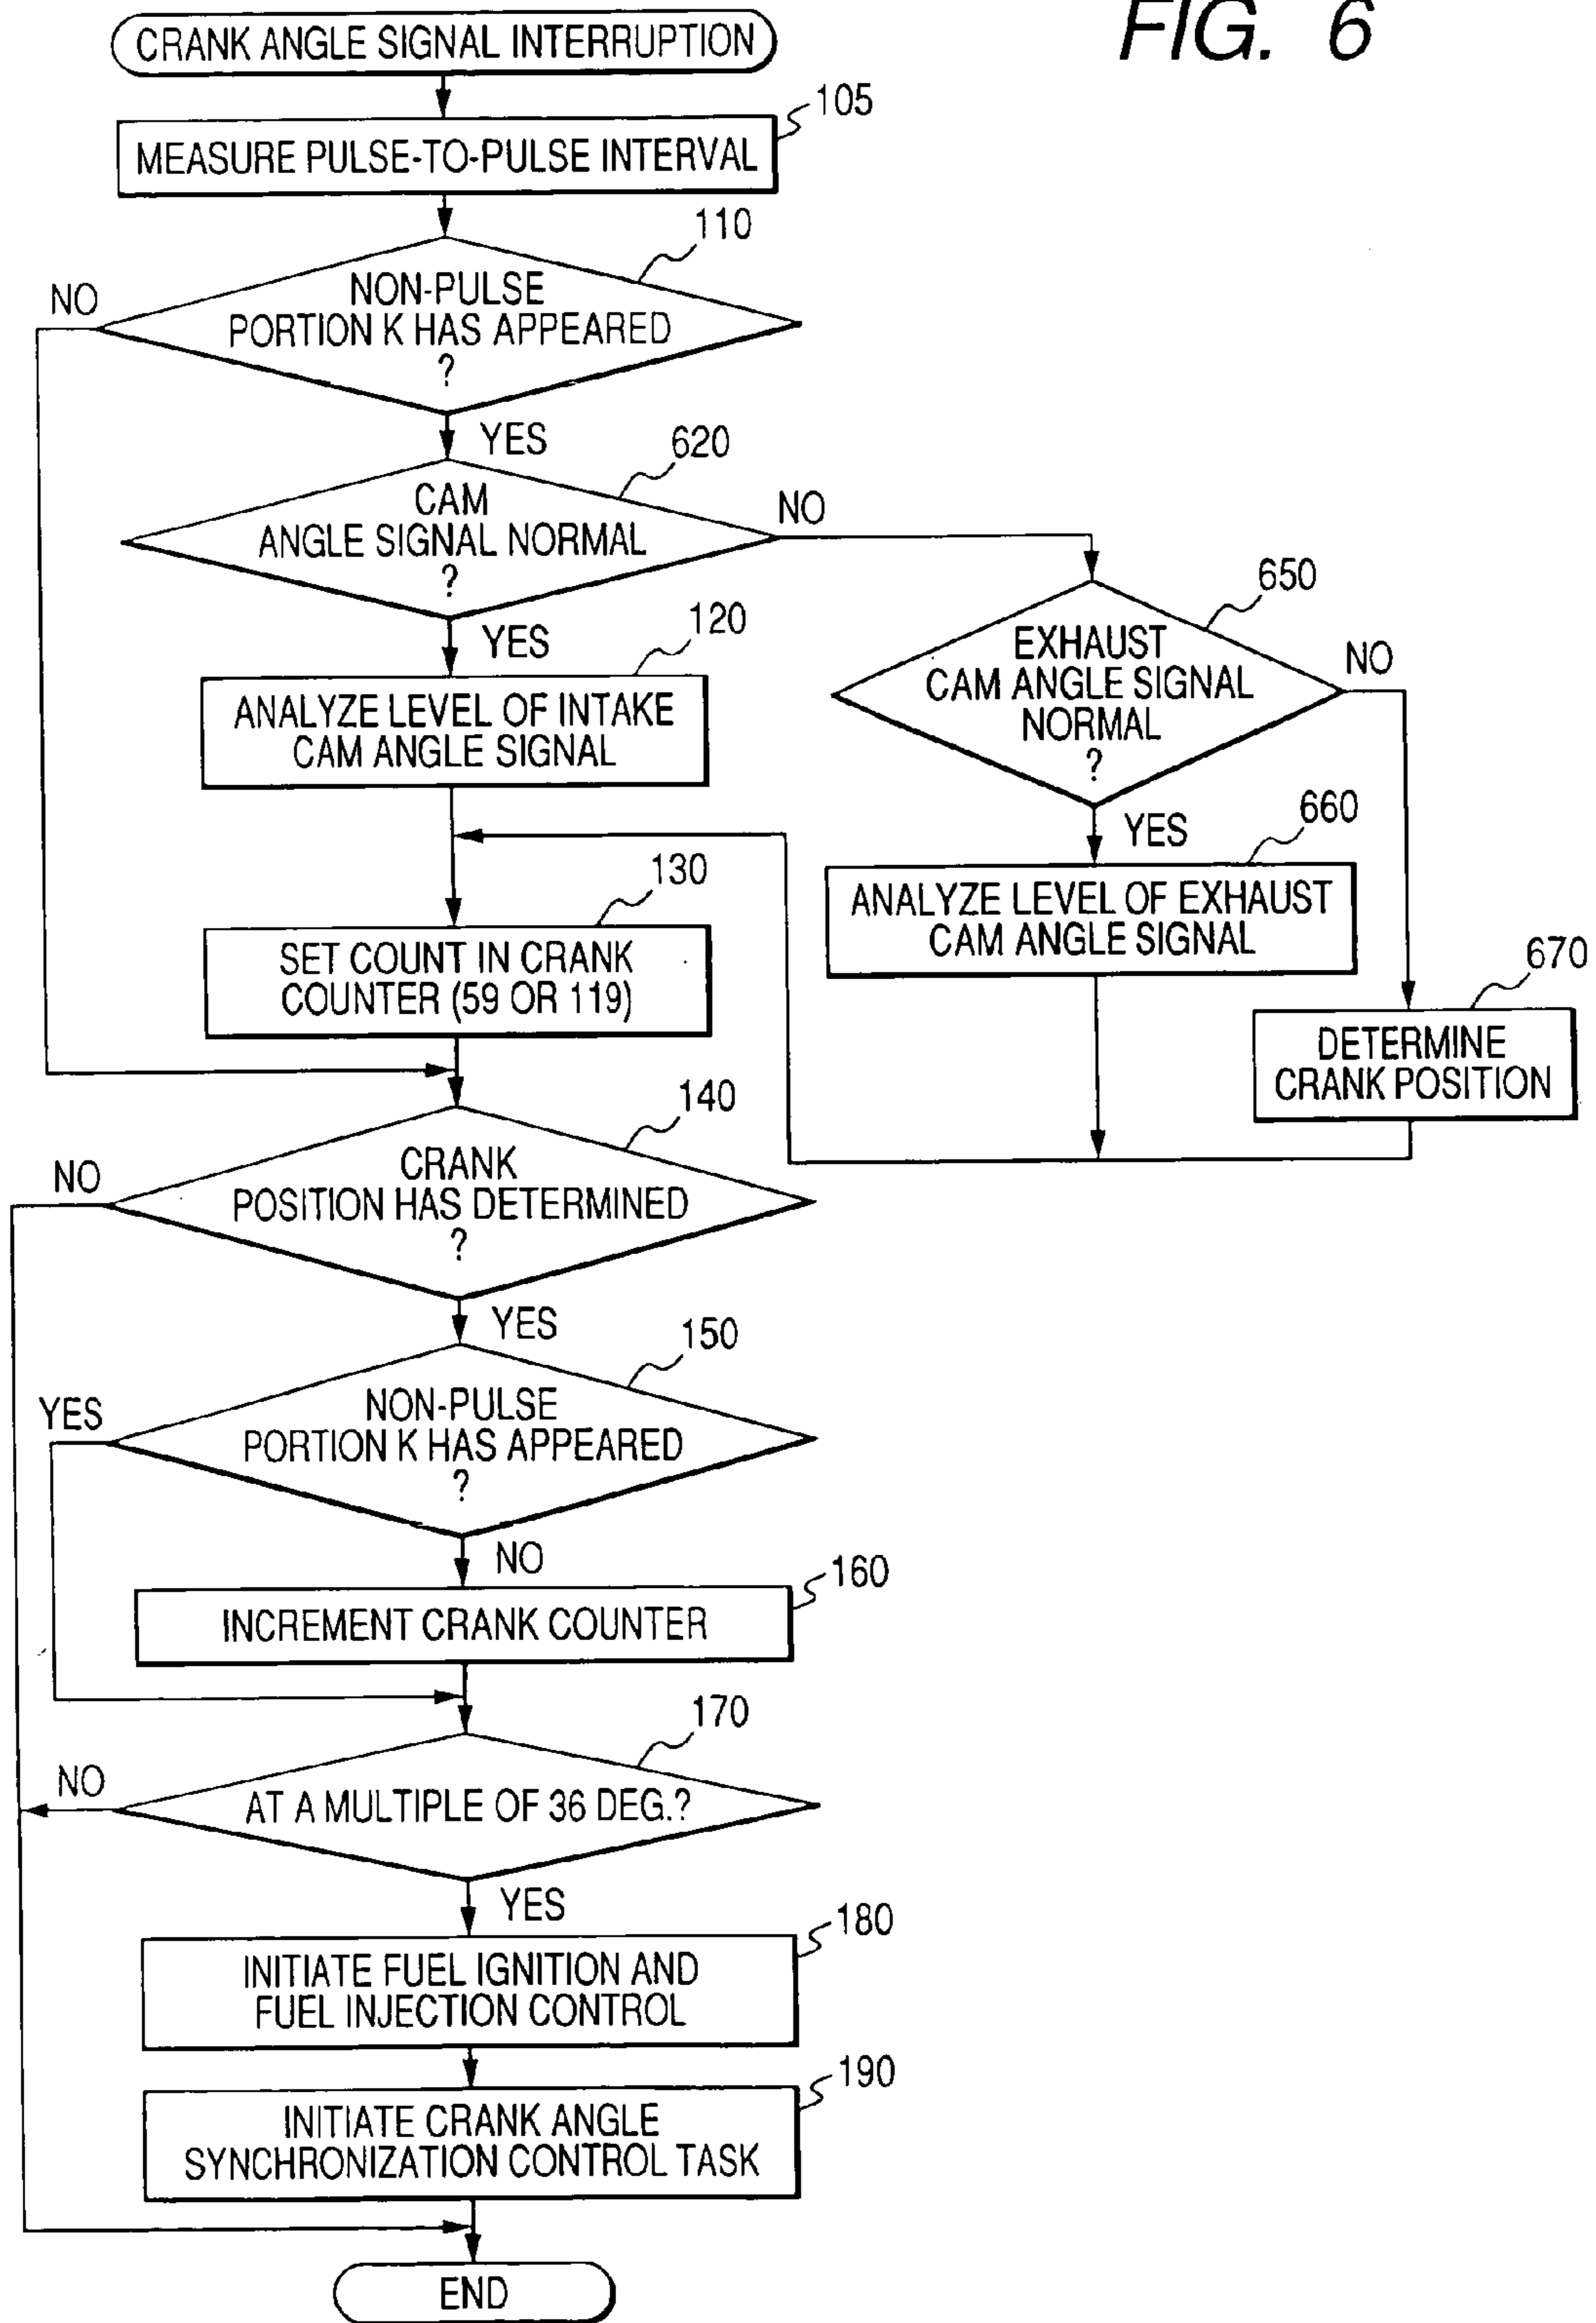 FIG. 6
CRANK ANGLE SIGNAL INTERRUPTION
105
MEASURE PULSE-TO-PULSE INTERVAL
110
NO
NON-PULSE
PORTION K HAS APPEARED
?
YES
620
CAM
ANGLE SIGNAL NORMAL
?
NO
YES
650
EXHAUST
CAM ANGLE SIGNAL
NORMAL
?
NO
YES
120
ANALYZE LEVEL OF INTAKE
CAM ANGLE SIGNAL
660
ANALYZE LEVEL OF EXHAUST
CAM ANGLE SIGNAL
670
DETERMINE
CRANK POSITION
130
SET COUNT IN CRANK
COUNTER (59 OR 119)
140
NO
CRANK
POSITION HAS DETERMINED
?
YES
150
YES
NON-PULSE
PORTION K HAS APPEARED
?
NO
160
INCREMENT CRANK COUNTER
170
NO
AT A MULTIPLE OF 36 DEG.?
YES
180
INITIATE FUEL IGNITION AND
FUEL INJECTION CONTROL
190
INITIATE CRANK ANGLE
SYNCHRONIZATION CONTROL TASK
END